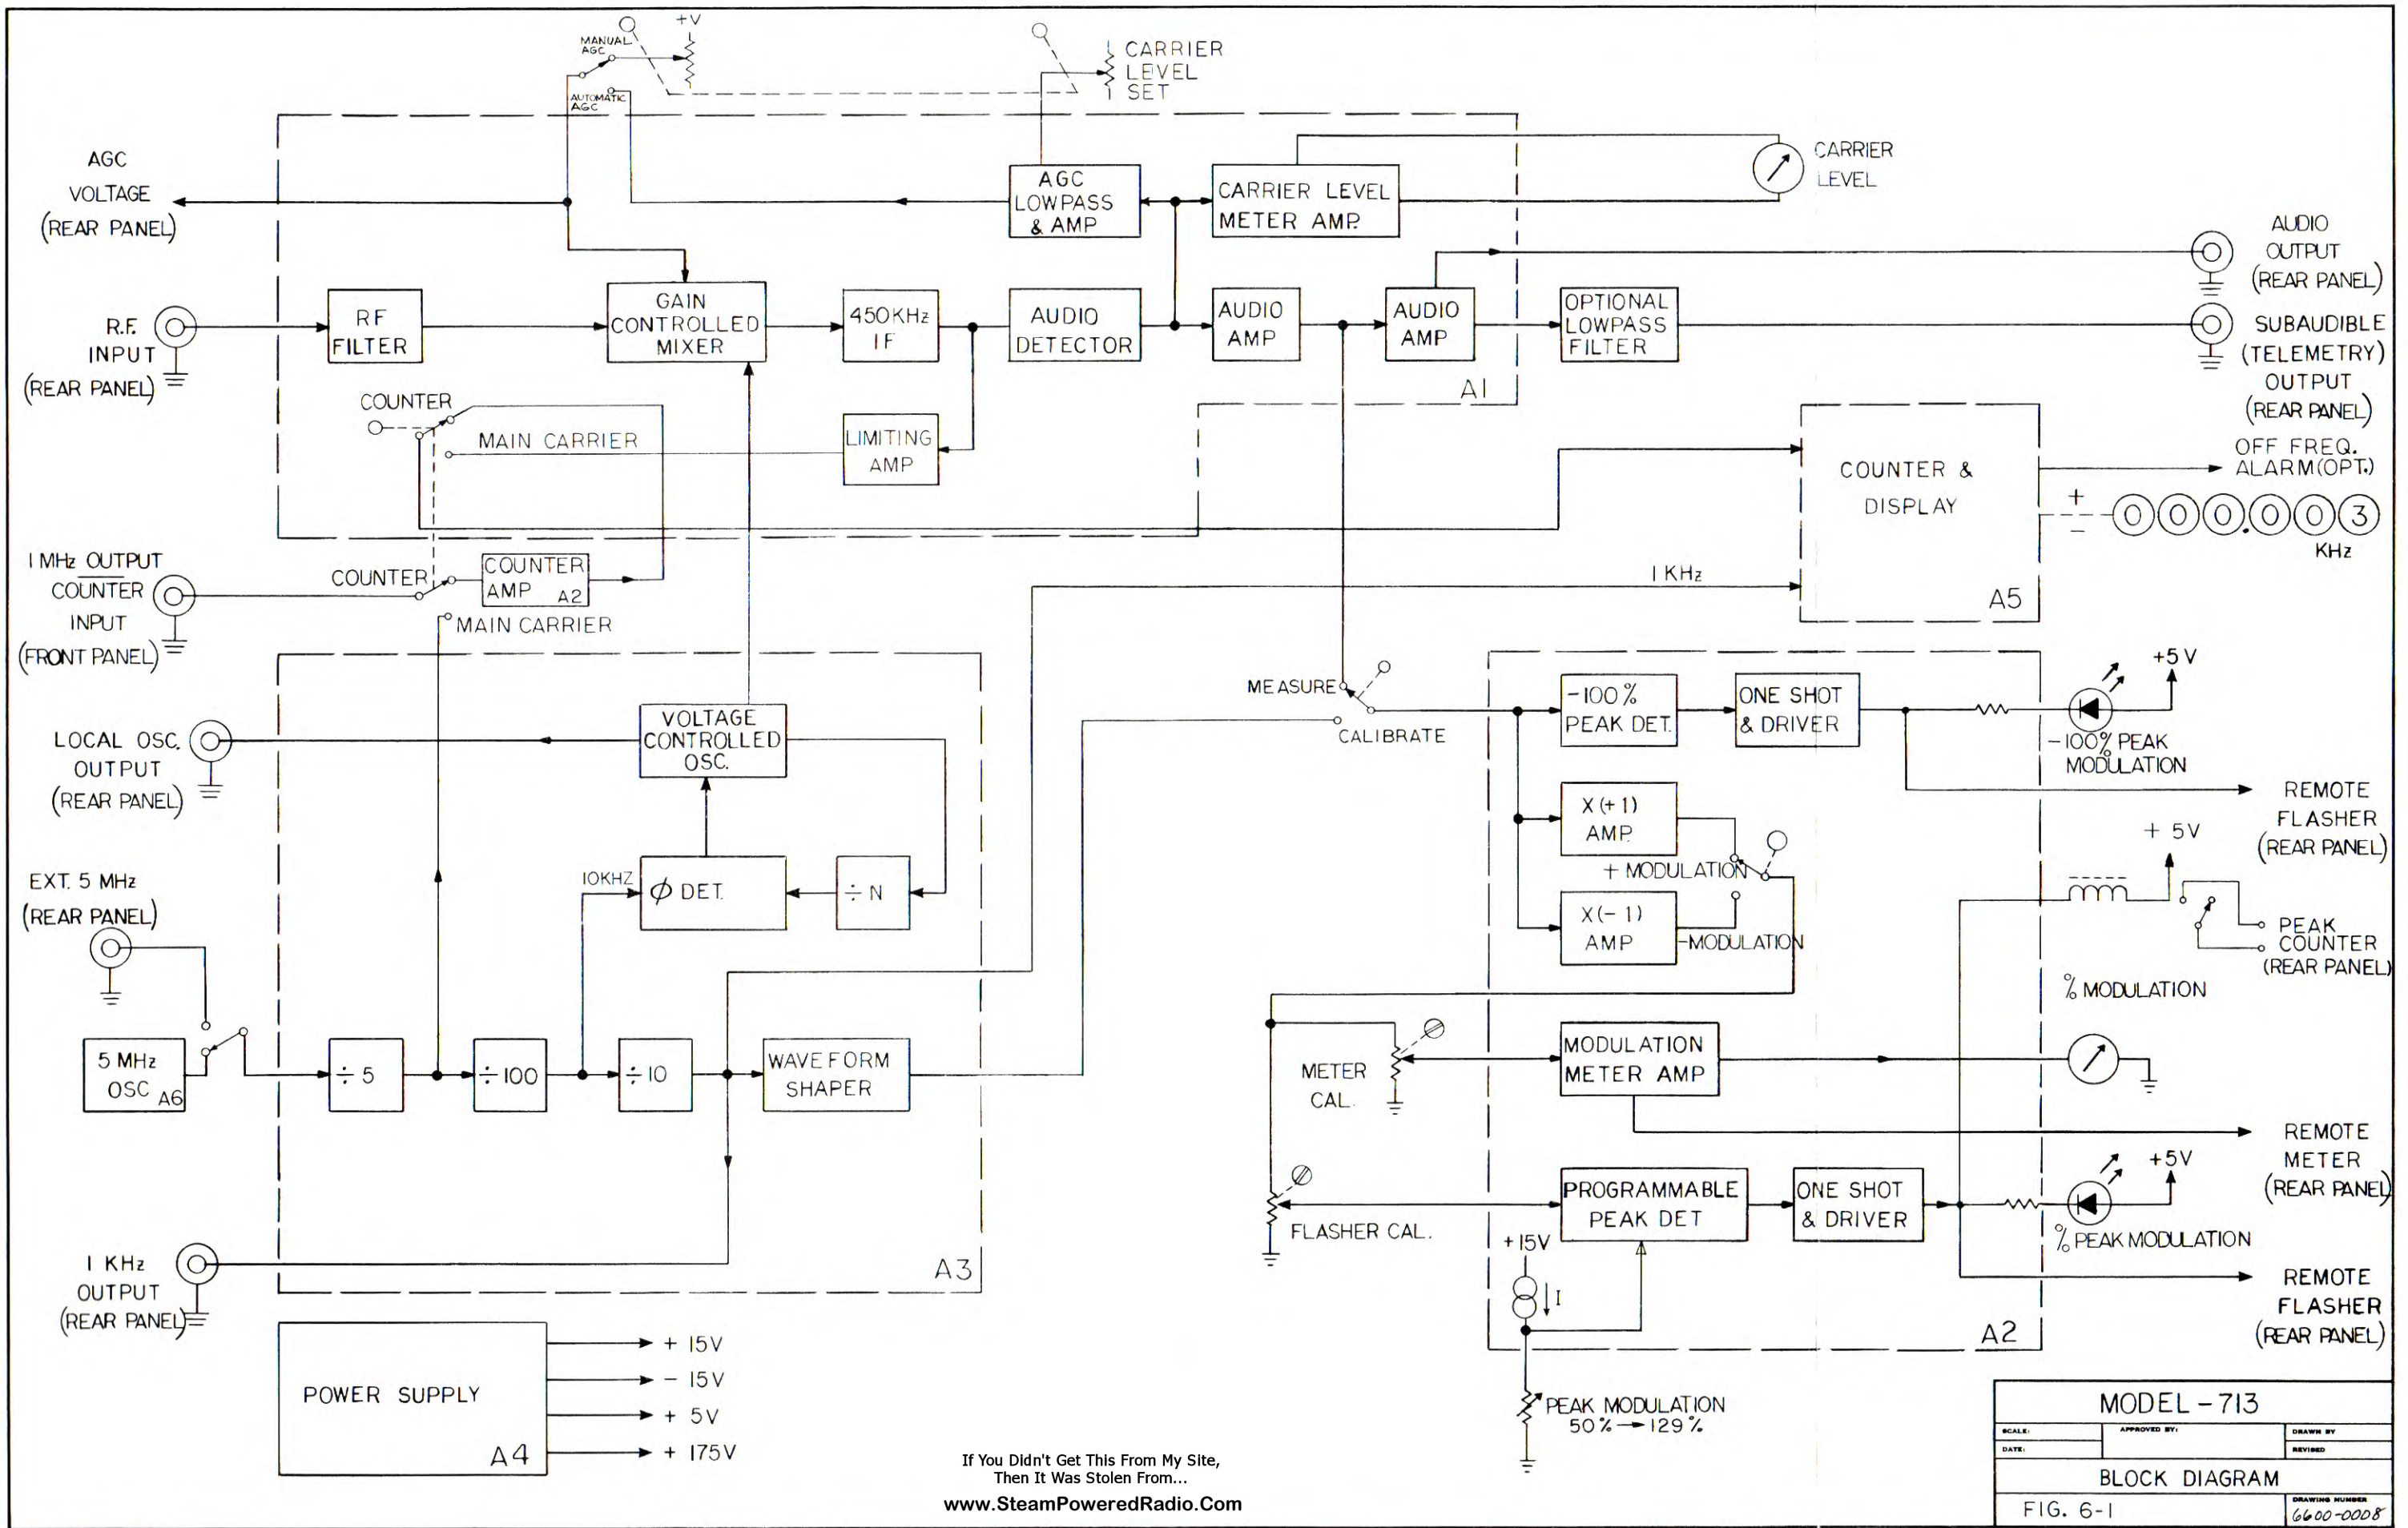 MANUAL
AGC
+V
AUTOMATIC
AGC
CARRIER
LEVEL
SET
AGC
VOLTAGE
(REAR PANEL)
AGC
LOWPASS
& AMP
CARRIER LEVEL
METER AMP.
CARRIER
LEVEL
AUDIO
OUTPUT
(REAR PANEL)
R.F.
INPUT
(REAR PANEL)
RF
FILTER
GAIN
CONTROLLED
MIXER
450KHz
IF
AUDIO
DETECTOR
AUDIO
AMP
AUDIO
AMP
OPTIONAL
LOWPASS
FILTER
SUBAUDIBLE
(TELEMETRY)
OUTPUT
(REAR PANEL)
A1
COUNTER
MAIN CARRIER
LIMITING
AMP
COUNTER &
DISPLAY
A5
OFF FREQ.
ALARM(OPT.)
+
-
000.003
KHz
1 MHz OUTPUT
COUNTER
INPUT
(FRONT PANEL)
COUNTER
COUNTER
AMP A2
MAIN CARRIER
1 KHz
LOCAL OSC.
OUTPUT
(REAR PANEL)
VOLTAGE
CONTROLLED
OSC.
10KHZ
ϕ DET.
÷ N
EXT. 5 MHz
(REAR PANEL)
5 MHz
OSC A6
÷ 5
÷100
÷10
WAVEFORM
SHAPER
A3
1 KHz
OUTPUT
(REAR PANEL)
MEASURE
CALIBRATE
-100%
PEAK DET.
ONE SHOT
& DRIVER
+5V
-100% PEAK
MODULATION
REMOTE
FLASHER
(REAR PANEL)
X(+1)
AMP.
+ MODULATION
X(-1)
AMP
-MODULATION
+ 5V
PEAK
COUNTER
(REAR PANEL)
% MODULATION
METER
CAL.
MODULATION
METER AMP
REMOTE
METER
(REAR PANEL)
FLASHER CAL.
PROGRAMMABLE
PEAK DET
ONE SHOT
& DRIVER
+5V
% PEAK MODULATION
REMOTE
FLASHER
(REAR PANEL)
+15V
I
A2
PEAK MODULATION
50% → 129%
POWER SUPPLY
A4
+ 15V
- 15V
+ 5V
+ 175V
If You Didn't Get This From My Site,
Then It Was Stolen From...
www.SteamPoweredRadio.Com
MODEL-713
SCALE:
APPROVED BY:
DRAWN BY
DATE:
REVISED
BLOCK DIAGRAM
FIG. 6-1
DRAWING NUMBER
6600-0008